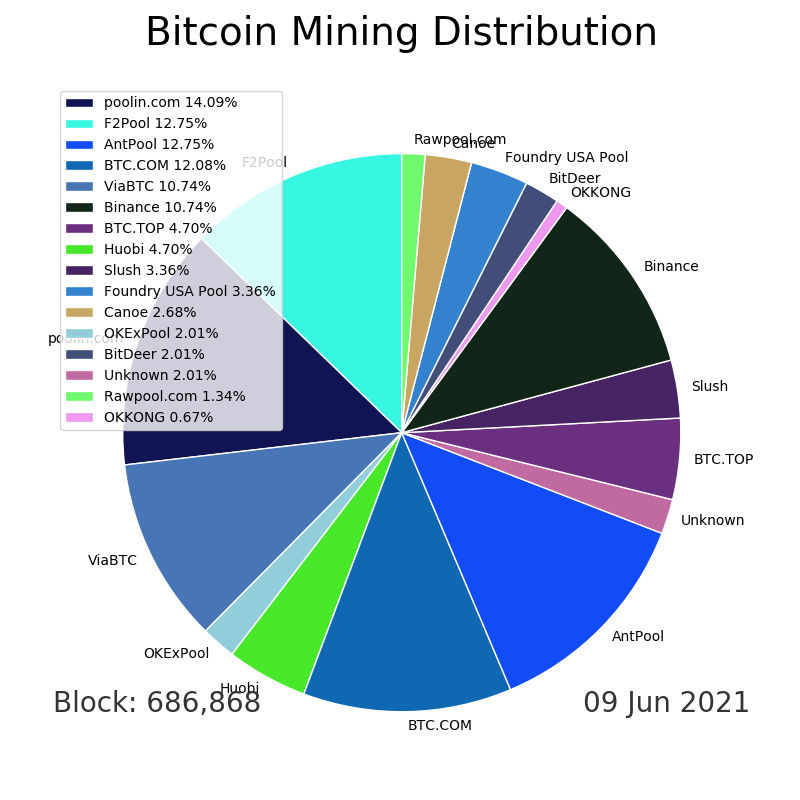 Bitcoin Mining Distribution
poolin.com 14.09%
F2Pool 12.75%
AntPool 12.75%
BTC.COM 12.08%
ViaBTC 10.74%
Binance 10.74%
BTC.TOP 4.70%
Huobi 4.70%
Slush 3.36%
Foundry USA Pool 3.36%
Canoe 2.68%
OKExPool 2.01%
BitDeer 2.01%
Unknown 2.01%
Rawpool.com 1.34%
OKKONG 0.67%
F2Pool
poolin.com
ViaBTC
OKExPool
Huobi
BTC.COM
AntPool
Unknown
BTC.TOP
Slush
Binance
OKKONG
BitDeer
Foundry USA Pool
Canoe
Rawpool.com
Block: 686,868
09 Jun 2021